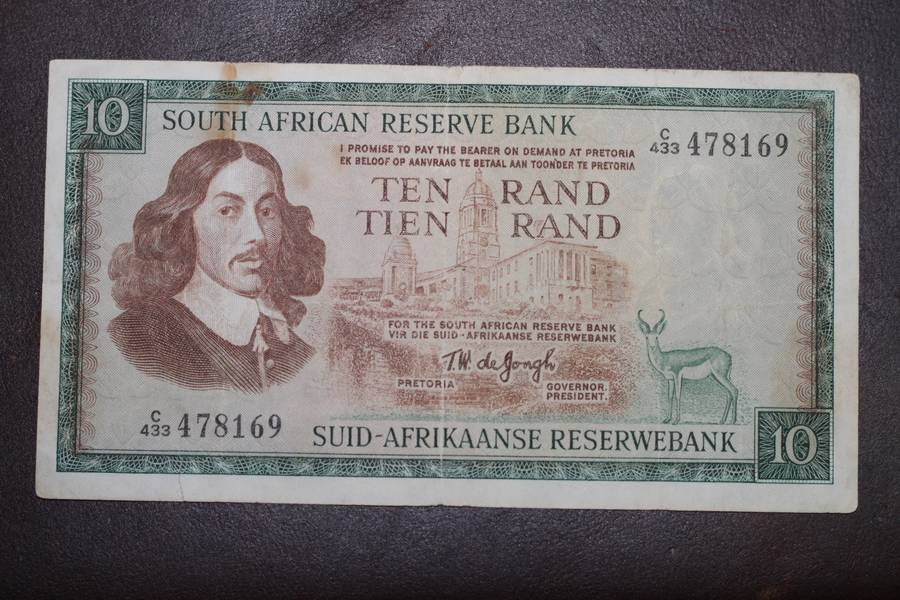 10
SOUTH AFRICAN RESERVE BANK
I PROMISE TO PAY THE BEARER ON DEMAND AT PRETORIA
EK BELOOF OP AANVRAAG TE BETAAL AAN TOONDER TE PRETORIA
C/433 478169
TEN RAND
TIEN RAND
FOR THE SOUTH AFRICAN RESERVE BANK
VIR DIE SUID-AFRIKAANSE RESERWEBANK
T.W. de Jongh
PRETORIA
GOVERNOR.
PRESIDENT.
C/433 478169
SUID-AFRIKAANSE RESERWEBANK
10